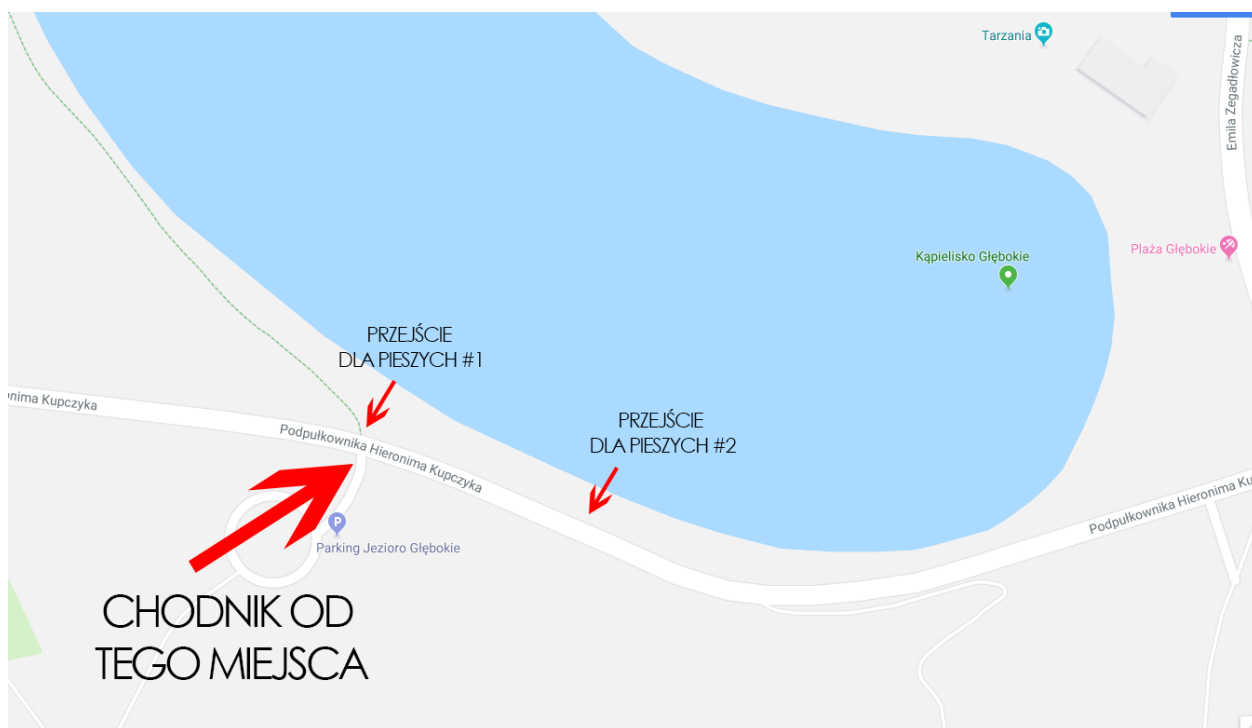 Tarzania
Emila Zegadłowicza
Plaża Głębokie
Kąpielisko Głębokie
PRZEJŚCIE
DLA PIESZYCH #1
onima Kupczyka
PRZEJŚCIE
DLA PIESZYCH #2
Podpułkownika Hieronima Kupczyka
Podpułkownika Hieronima Ku
P
Parking Jezioro Głębokie
CHODNIK OD
TEGO MIEJSCA